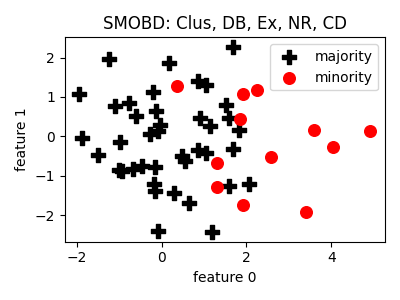 SMOBD: Clus, DB, Ex, NR, CD
majority
minority
feature 1
2
1
0
−1
−2
−2
0
2
4
feature 0